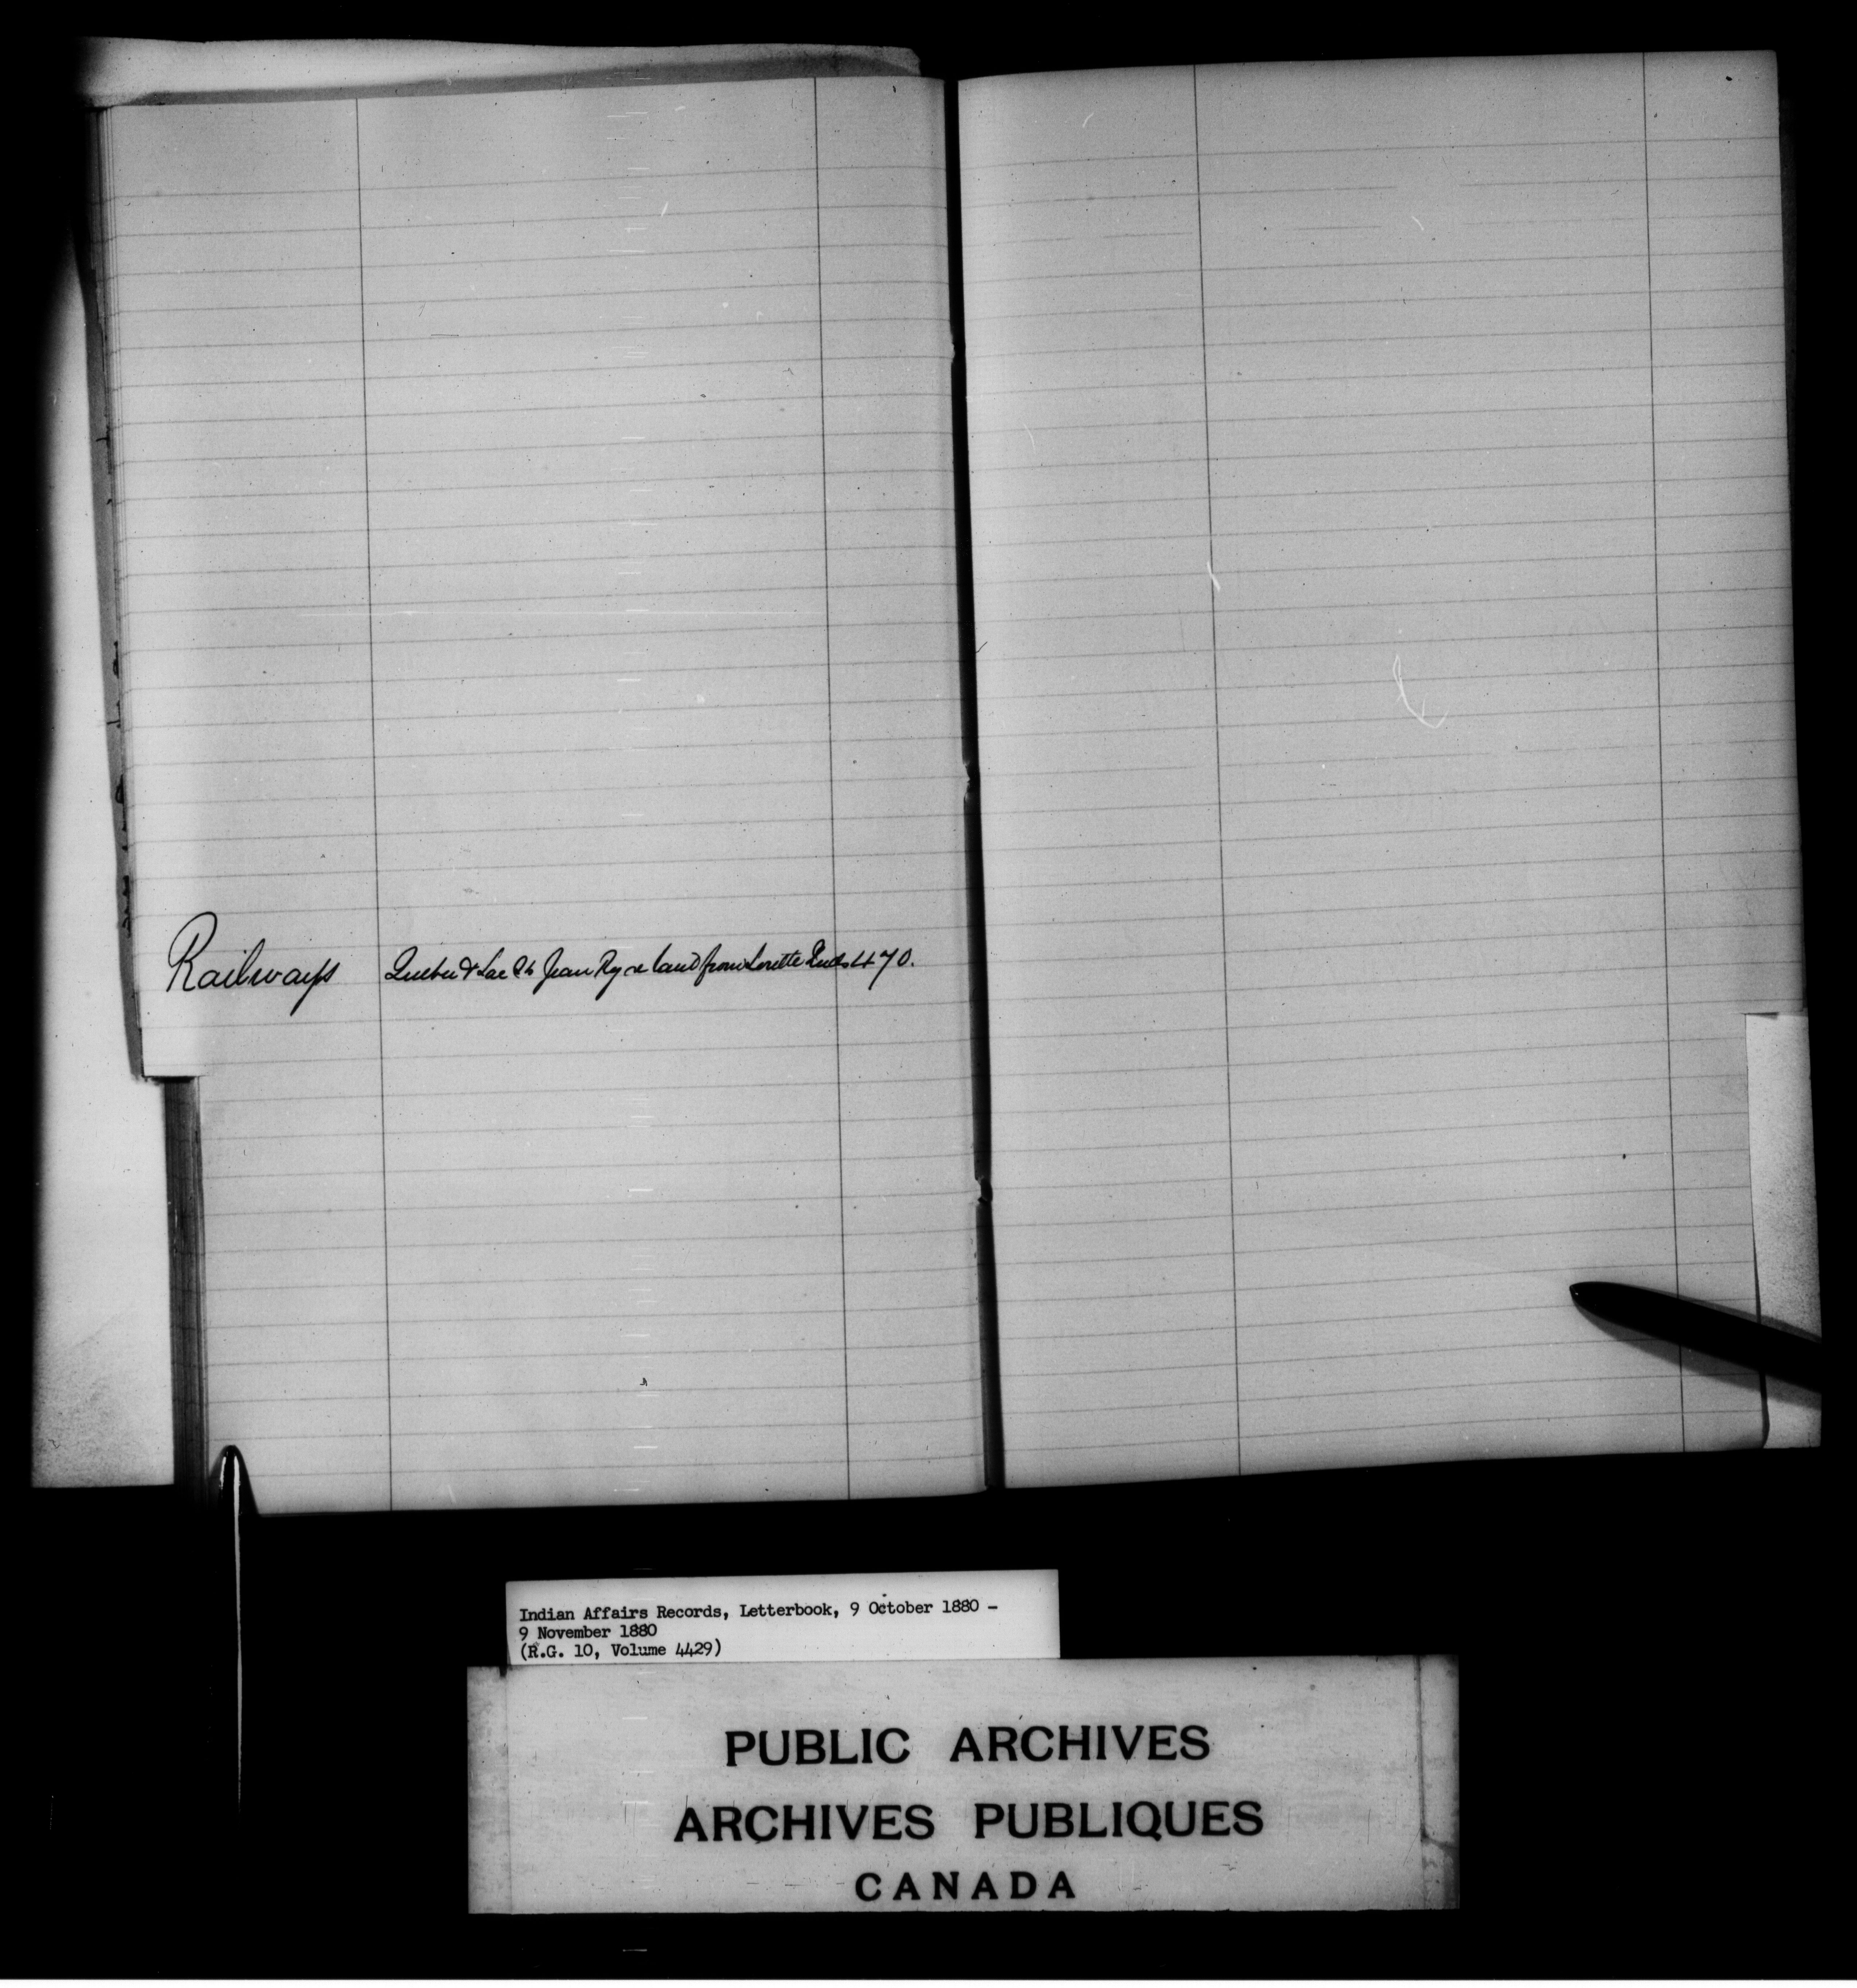 Railways Quebec & Lac St Jean Ry re land from Lorette Inds 470.
Indian Affairs Records, Letterbook, 9 October 1880 –
9 November 1880
(R.G. 10, Volume 4429)
PUBLIC ARCHIVES
ARCHIVES PUBLIQUES
CANADA